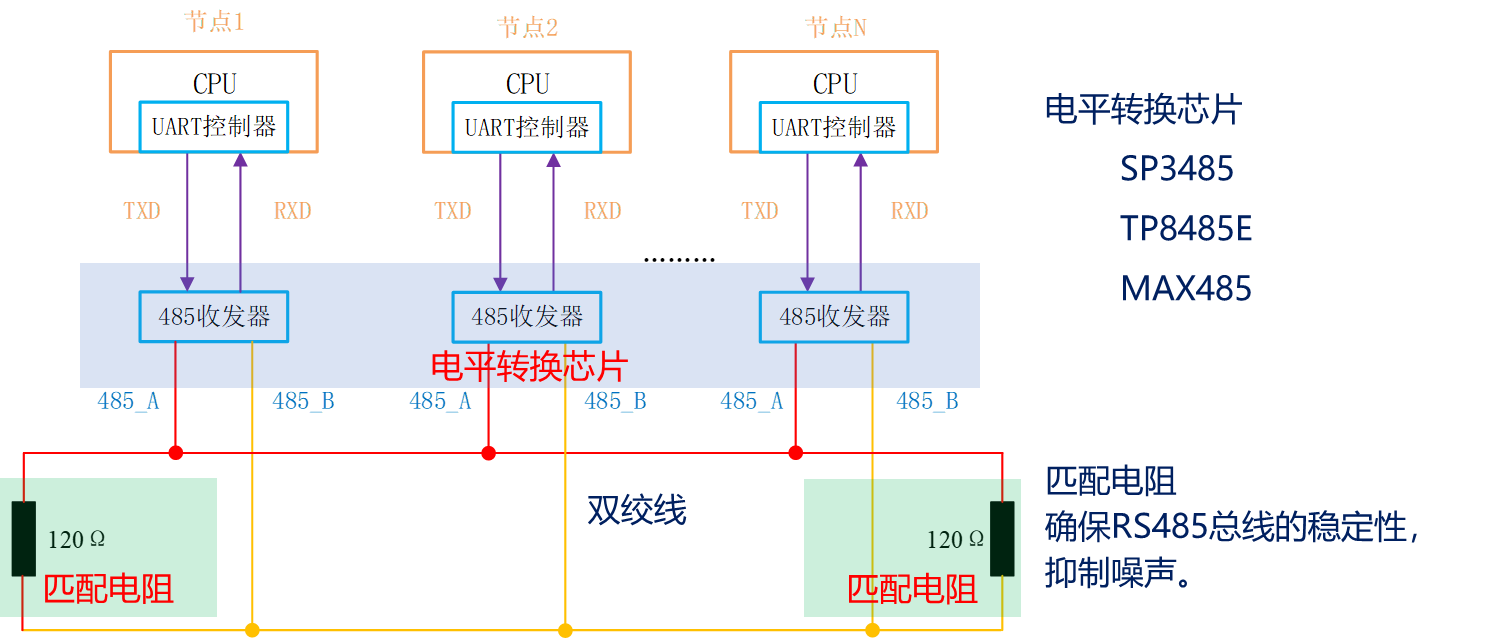 节点1
节点2
节点N
CPU
CPU
CPU
UART控制器
UART控制器
UART控制器
电平转换芯片
SP3485
TP8485E
MAX485
TXD
RXD
TXD
RXD
TXD
RXD
………
485收发器
485收发器
485收发器
电平转换芯片
485_A
485_B
485_A
485_B
485_A
485_B
双绞线
120Ω
匹配电阻
120Ω
匹配电阻
匹配电阻
确保RS485总线的稳定性，
抑制噪声。